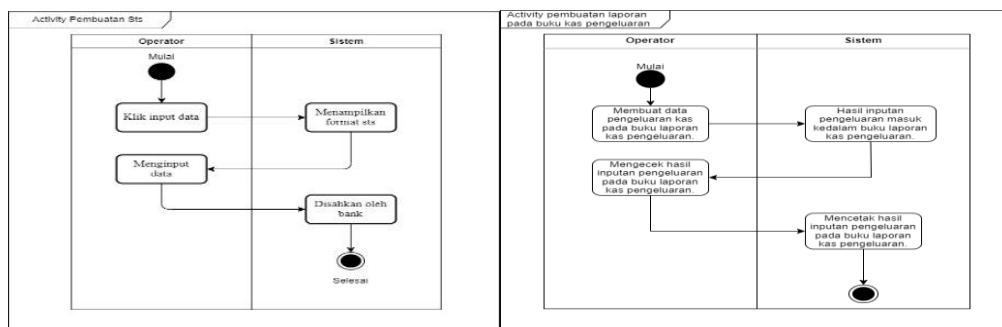 Activity Pembuatan Sts
Operator
Sistem
Mulai
Klik input data
Menampilkan
format sts
Menginput
data
Disahkan oleh
bank
Selesai
Activity pembuatan laporan
pada buku kas pengeluaran
Operator
Sistem
Mulai
Membuat data
pengeluaran kas
pada buku laporan
kas pengeluaran.
Hasil inputan
pengeluaran masuk
kedalam buku laporan
kas pengeluaran.
Mengecek hasil
inputan pengeluaran
pada buku laporan
kas pengeluaran.
Mencetak hasil
inputan pengeluaran
pada buku laporan
kas pengeluaran.